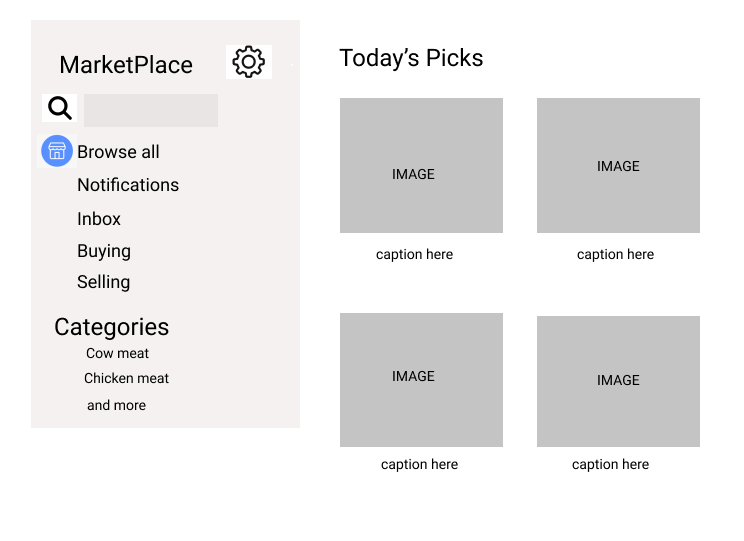 MarketPlace
Browse all
Notifications
Inbox
Buying
Selling
Categories
Cow meat
Chicken meat
and more
Today’s Picks
IMAGE
IMAGE
caption here
caption here
IMAGE
IMAGE
caption here
caption here